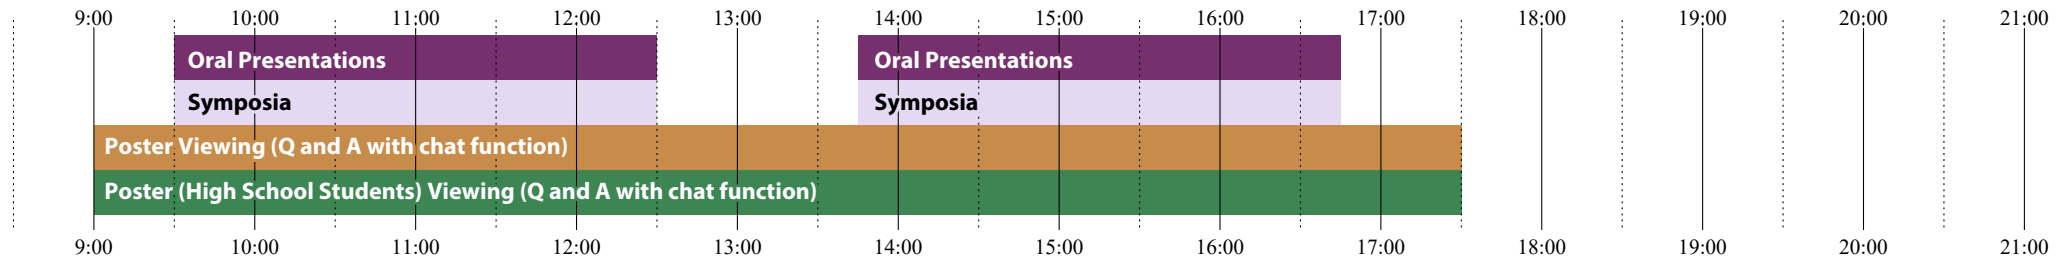 9:00 10:00 11:00 12:00 13:00 14:00 15:00 16:00 17:00 18:00 19:00 20:00 21:00
Oral Presentations Oral Presentations
Symposia Symposia
Poster Viewing (Q and A with chat function)
Poster (High School Students) Viewing (Q and A with chat function)
9:00 10:00 11:00 12:00 13:00 14:00 15:00 16:00 17:00 18:00 19:00 20:00 21:00